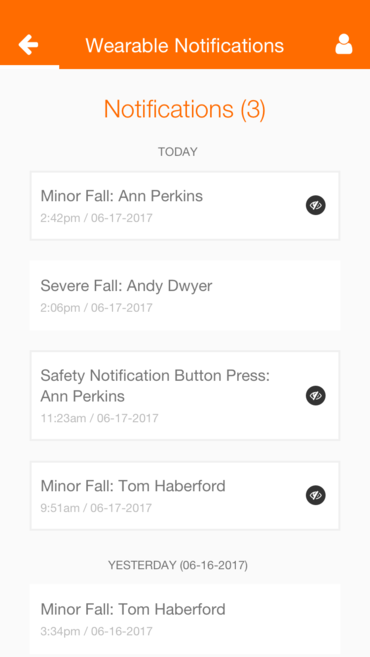 Wearable Notifications
Notifications (3)
TODAY
Minor Fall: Ann Perkins
2:42pm / 06-17-2017
Severe Fall: Andy Dwyer
2:06pm / 06-17-2017
Safety Notification Button Press:
Ann Perkins
11:23am / 06-17-2017
Minor Fall: Tom Haberford
9:51am / 06-17-2017
YESTERDAY (06-16-2017)
Minor Fall: Tom Haberford
3:34pm / 06-16-2017